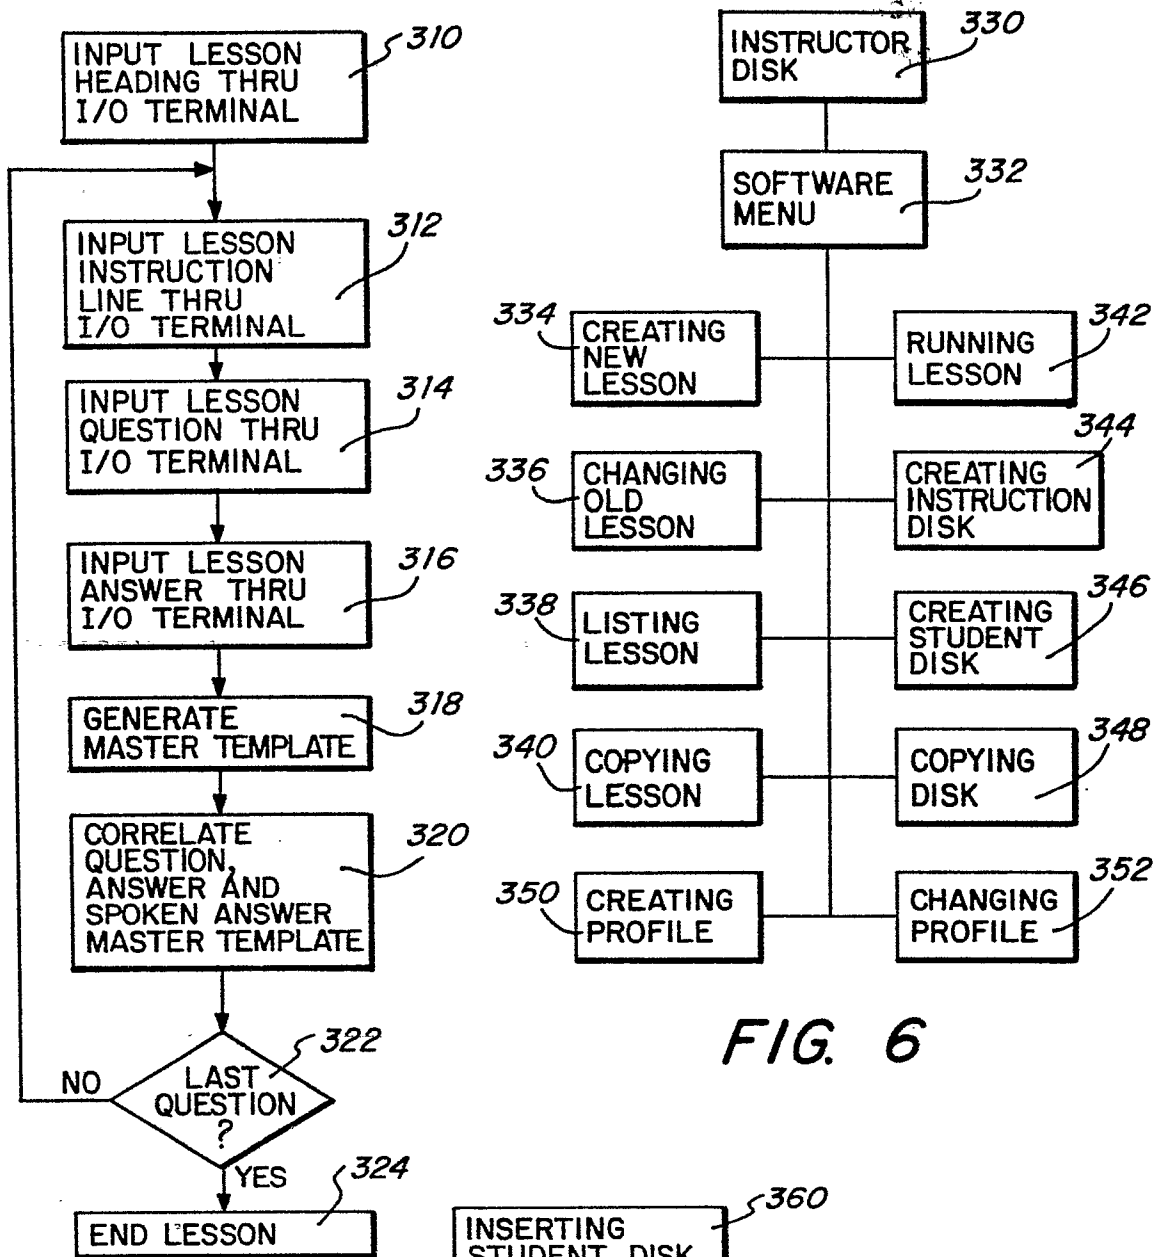 310
INPUT LESSON
HEADING THRU
I/O TERMINAL
312
INPUT LESSON
INSTRUCTION
LINE THRU
I/O TERMINAL
314
INPUT LESSON
QUESTION THRU
I/O TERMINAL
316
INPUT LESSON
ANSWER THRU
I/O TERMINAL
318
GENERATE
MASTER TEMPLATE
320
CORRELATE
QUESTION,
ANSWER AND
SPOKEN ANSWER
MASTER TEMPLATE
322
LAST
QUESTION
?
NO
YES
324
END LESSON
330
INSTRUCTOR
DISK
332
SOFTWARE
MENU
334
CREATING
NEW
LESSON
342
RUNNING
LESSON
336
CHANGING
OLD
LESSON
344
CREATING
INSTRUCTION
DISK
338
LISTING
LESSON
346
CREATING
STUDENT
DISK
340
COPYING
LESSON
348
COPYING
DISK
350
CREATING
PROFILE
352
CHANGING
PROFILE
FIG. 6
360
INSERTING
STUDENT DISK